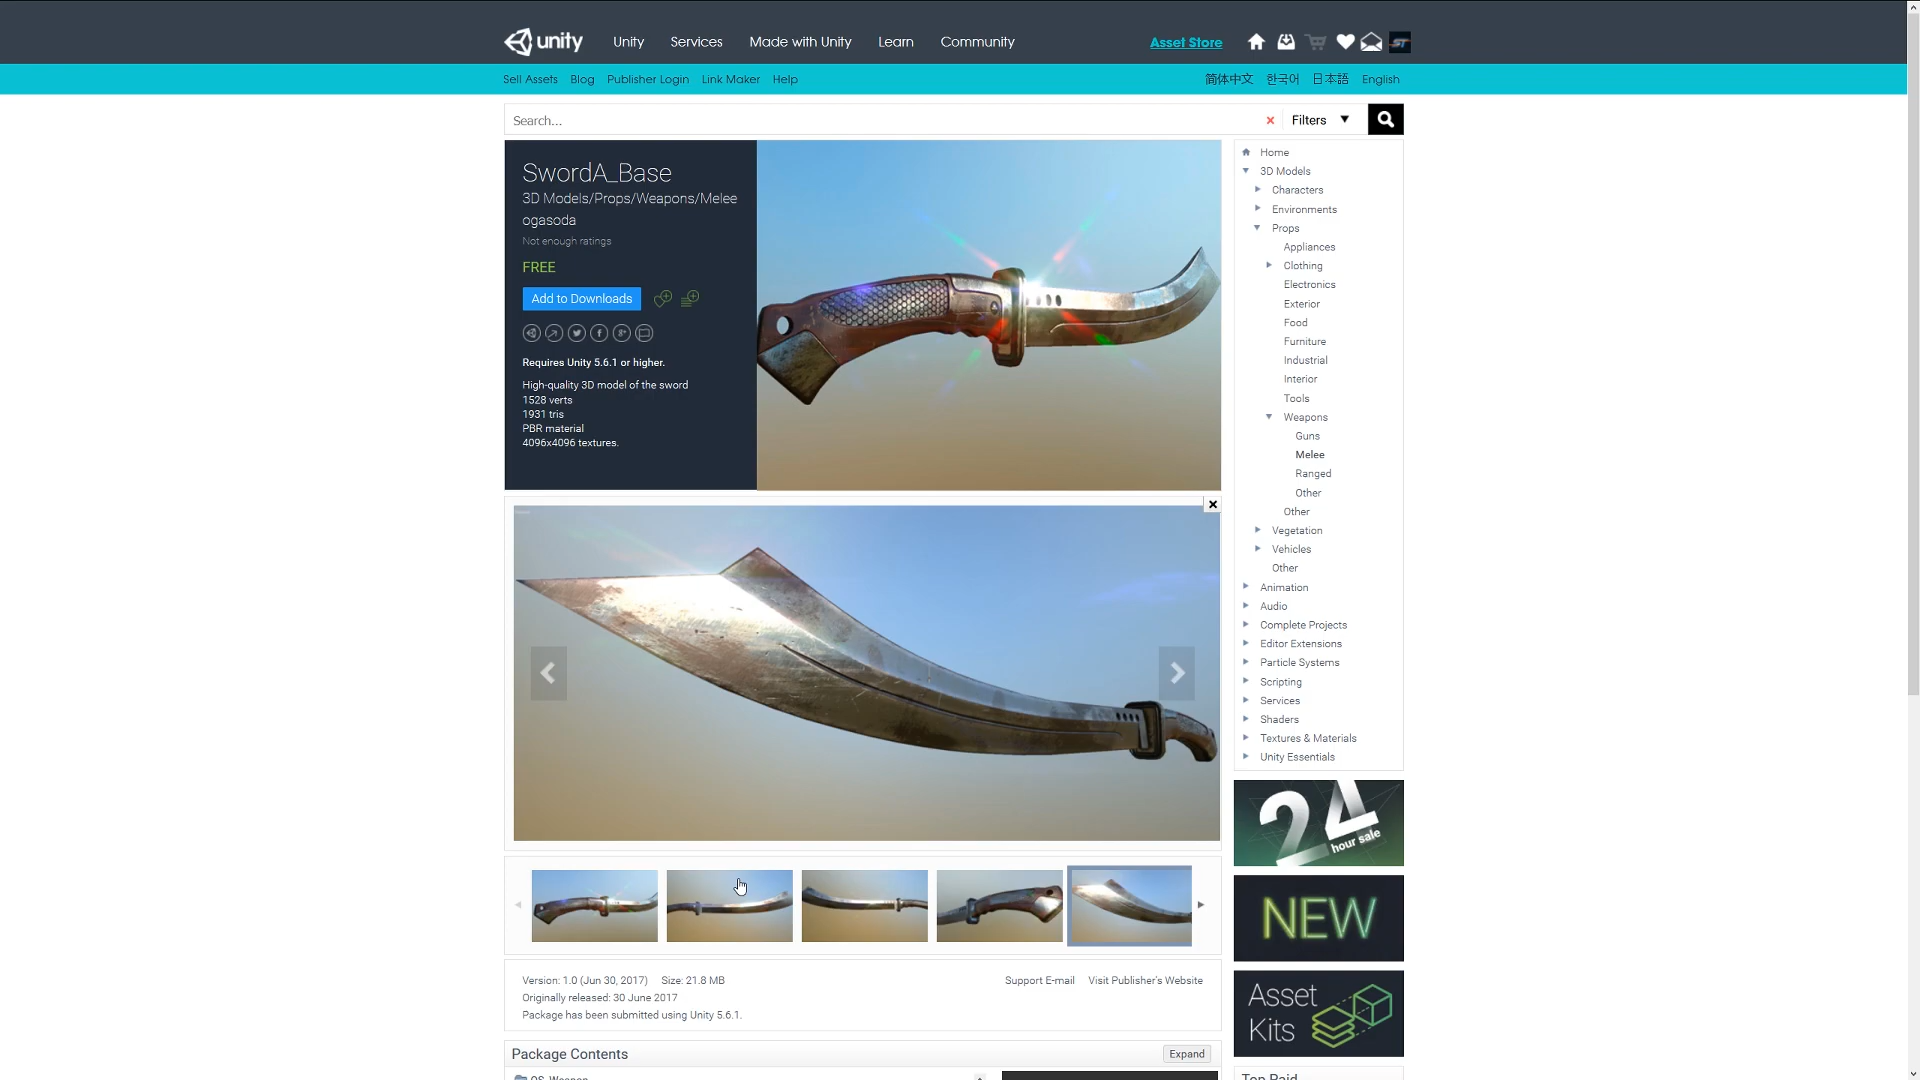 unity
Unity
Services
Made with Unity
Learn
Community
Asset Store
Sell Assets
Blog
Publisher Login
Link Maker
Help
简体中文
한국어
日本語
English
Search...
Filters
SwordA_Base
3D Models/Props/Weapons/Melee
ogasoda
Not enough ratings
FREE
Add to Downloads
Requires Unity 5.6.1 or higher.
High-quality 3D model of the sword
1528 verts
1931 tris
PBR material
4096x4096 textures.
Home
3D Models
Characters
Environments
Props
Appliances
Clothing
Electronics
Exterior
Food
Furniture
Industrial
Interior
Tools
Weapons
Guns
Melee
Ranged
Other
Other
Vegetation
Vehicles
Other
Animation
Audio
Complete Projects
Editor Extensions
Particle Systems
Scripting
Services
Shaders
Textures & Materials
Unity Essentials
24
hour sale
NEW
Asset
Kits
Version: 1.0 (Jun 30, 2017) Size: 21.8 MB
Support E-mail Visit Publisher's Website
Originally released: 30 June 2017
Package has been submitted using Unity 5.6.1.
Package Contents
Expand
Top Paid